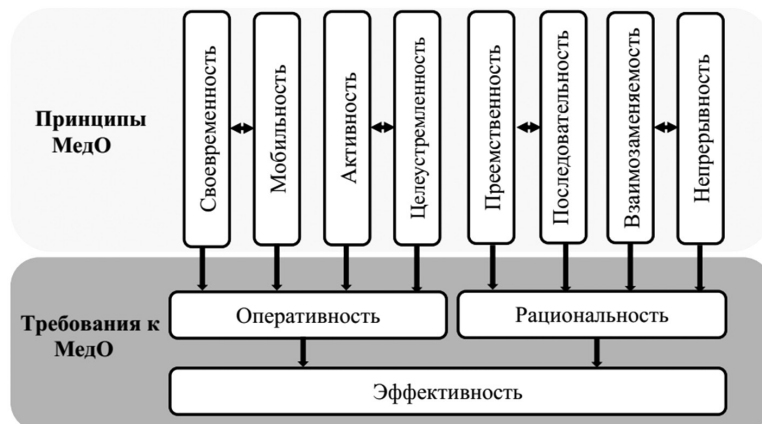 Принципы
МедО
Своевременность
Мобильность
Активность
Целеустремленность
Преемственность
Последовательность
Взаимозаменяемость
Непрерывность
Требования к
МедО
Оперативность
Рациональность
Эффективность